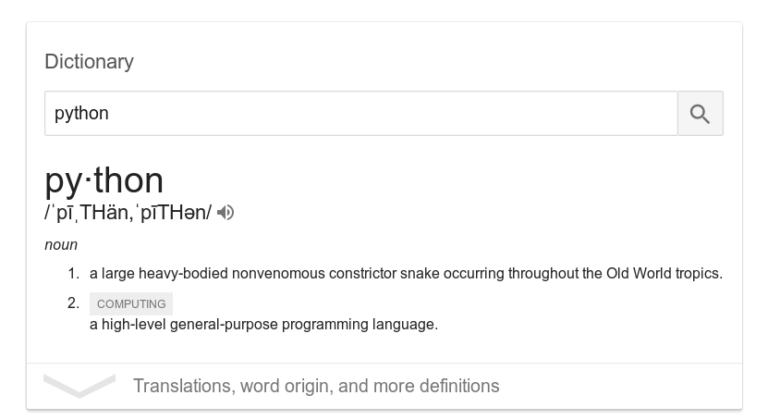 Dictionary
python
py·thon
/ˈpīˌTHän,ˈpīTHən/
noun
1. a large heavy-bodied nonvenomous constrictor snake occurring throughout the Old World tropics.
2. COMPUTING
a high-level general-purpose programming language.
Translations, word origin, and more definitions